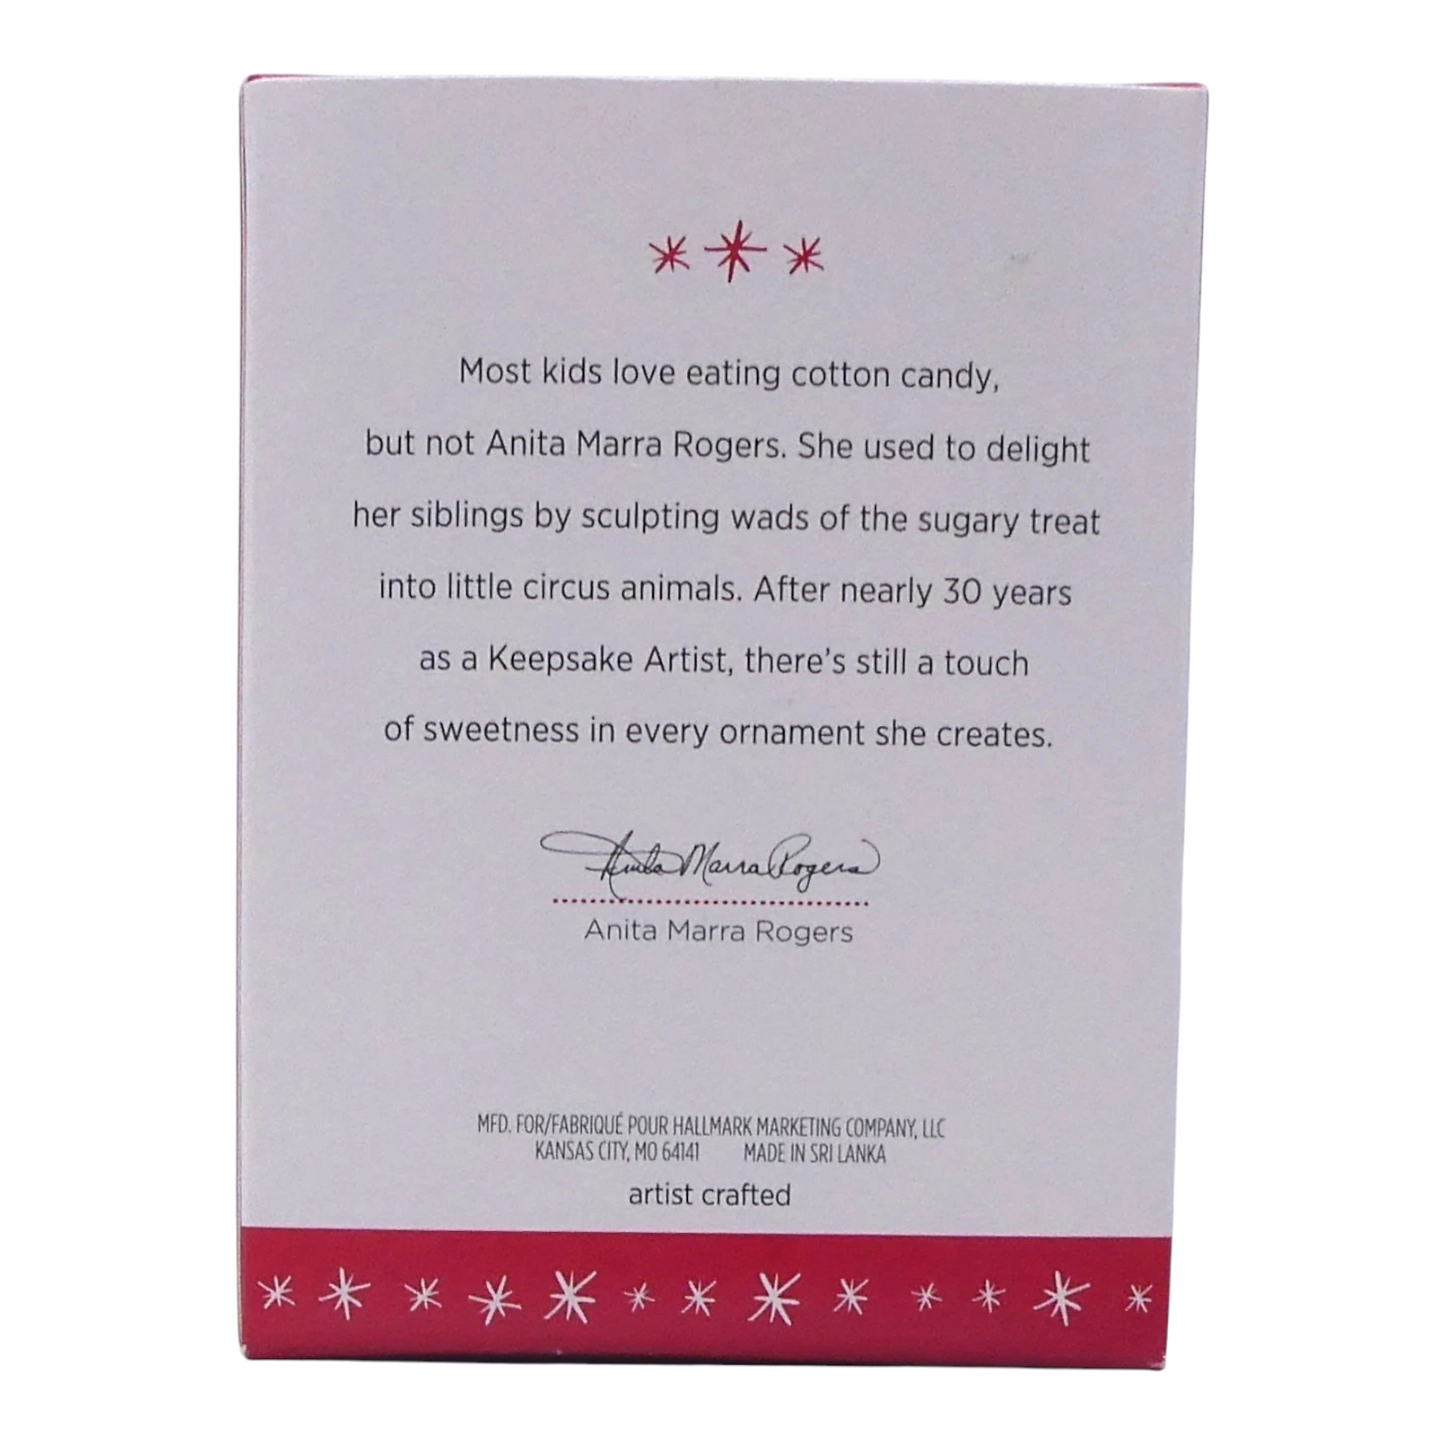 Most kids love eating cotton candy,
but not Anita Marra Rogers. She used to delight
her siblings by sculpting wads of the sugary treat
into little circus animals. After nearly 30 years
as a Keepsake Artist, there's still a touch
of sweetness in every ornament she creates.
Anita Marra Rogers
Anita Marra Rogers
MFD. FOR/FABRIQUÉ POUR HALLMARK MARKETING COMPANY, LLC
KANSAS CITY, MO 64141 MADE IN SRI LANKA
artist crafted